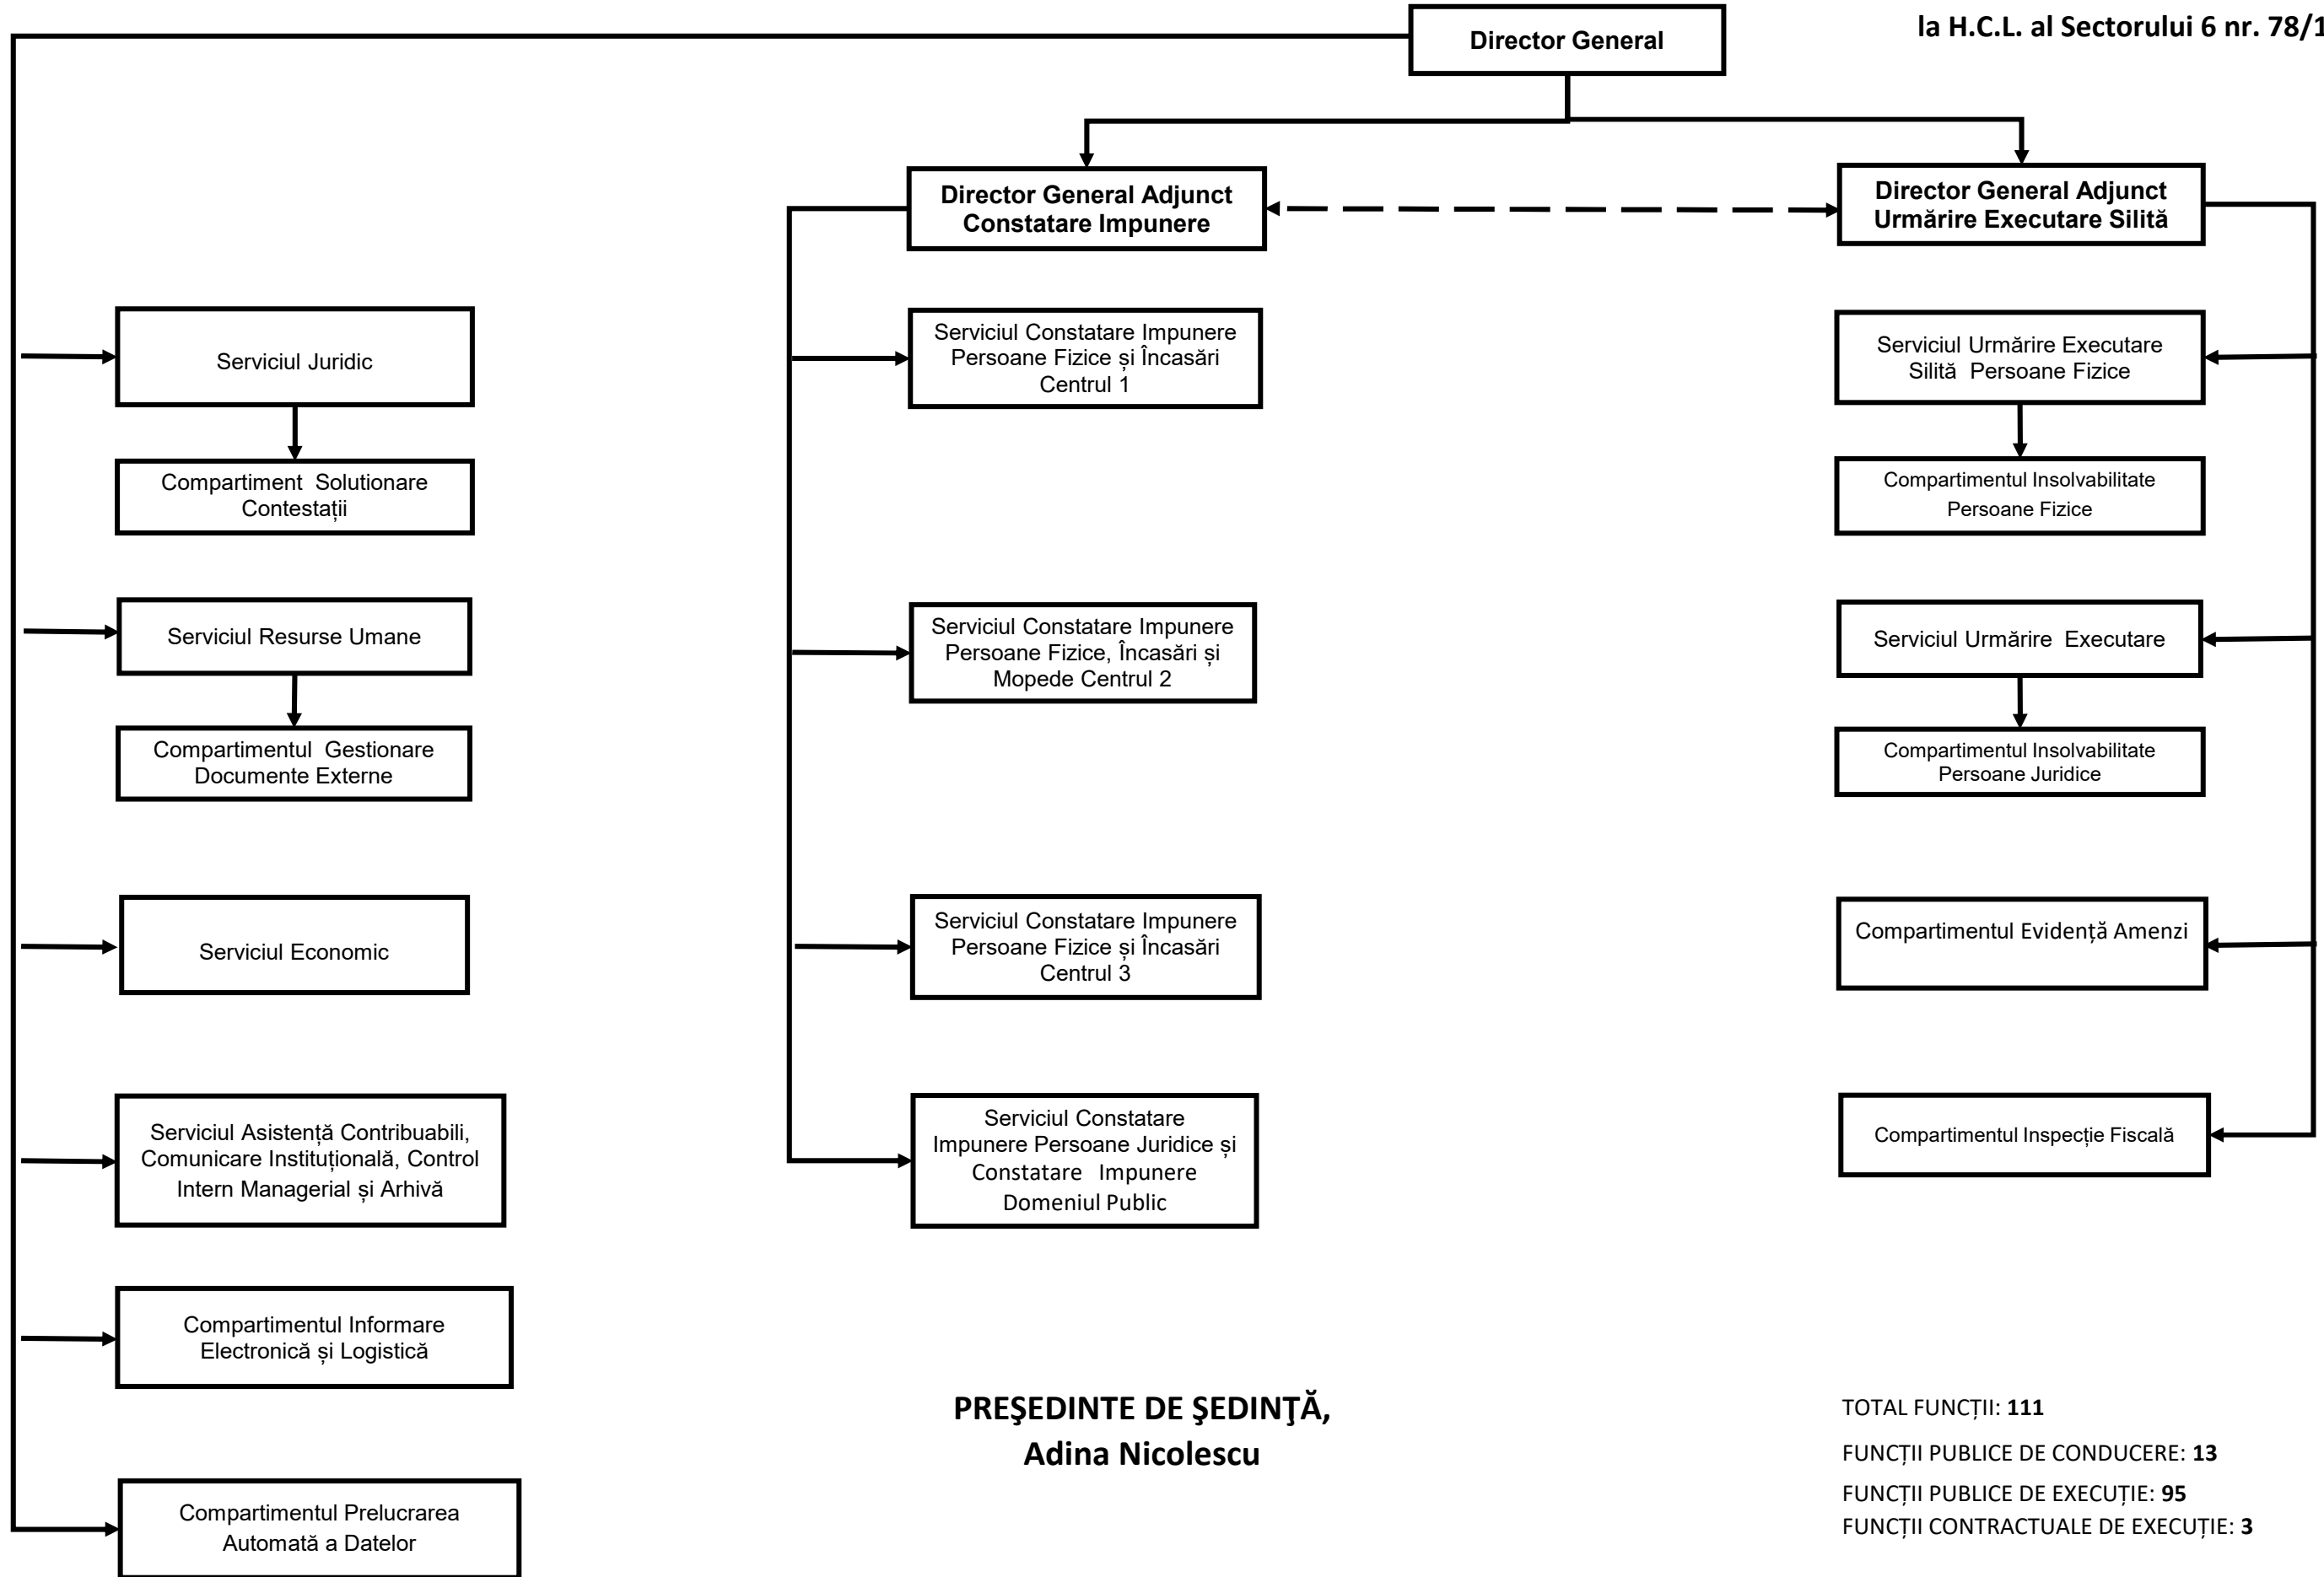 la H.C.L. al Sectorului 6 nr. 78/1
Director General
Director General Adjunct
Constatare Impunere
Director General Adjunct
Urmărire Executare Silită
Serviciul Juridic
Compartiment Solutionare
Contestații
Serviciul Resurse Umane
Compartimentul Gestionare
Documente Externe
Serviciul Economic
Serviciul Asistență Contribuabili,
Comunicare Instituțională, Control
Intern Managerial și Arhivă
Compartimentul Informare
Electronică și Logistică
Compartimentul Prelucrarea
Automată a Datelor
Serviciul Constatare Impunere
Persoane Fizice și Încasări
Centrul 1
Serviciul Constatare Impunere
Persoane Fizice, Încasări și
Mopede Centrul 2
Serviciul Constatare Impunere
Persoane Fizice și Încasări
Centrul 3
Serviciul Constatare
Impunere Persoane Juridice și
Constatare Impunere
Domeniul Public
Serviciul Urmărire Executare
Silită Persoane Fizice
Compartimentul Insolvabilitate
Persoane Fizice
Serviciul Urmărire Executare
Compartimentul Insolvabilitate
Persoane Juridice
Compartimentul Evidență Amenzi
Compartimentul Inspecție Fiscală
PREŞEDINTE DE ŞEDINŢĂ,
Adina Nicolescu
TOTAL FUNCȚII: 111
FUNCȚII PUBLICE DE CONDUCERE: 13
FUNCȚII PUBLICE DE EXECUȚIE: 95
FUNCȚII CONTRACTUALE DE EXECUȚIE: 3